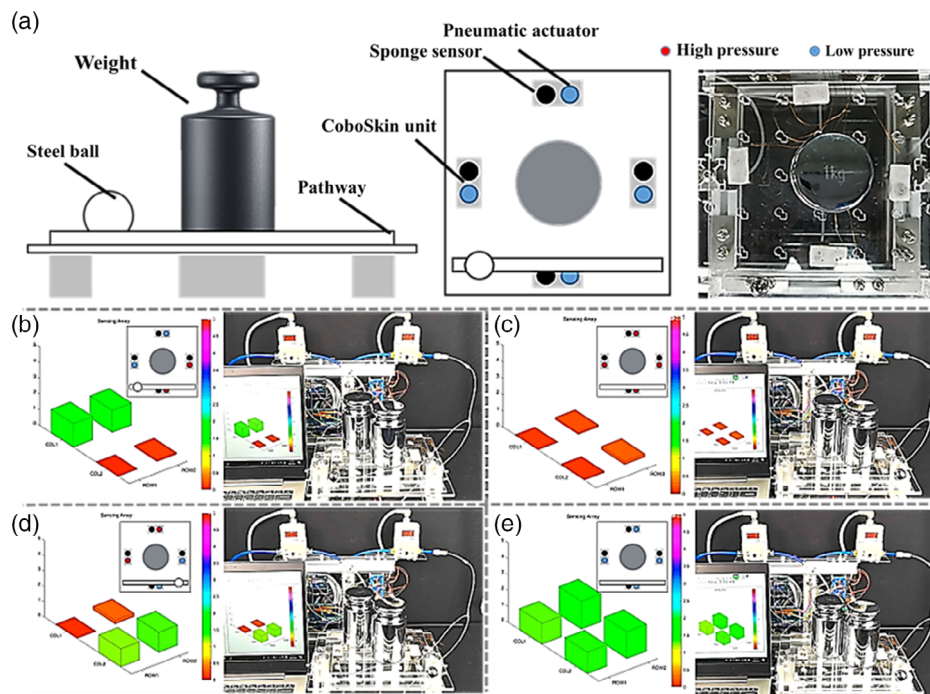 (a)
Pneumatic actuator
Sponge sensor
High pressure
Low pressure
Weight
CoboSkin unit
Steel ball
Pathway
1kg
(b)
Sensing Array
COL1
COL2
ROW1
ROW2
(c)
Sensing Array
COL1
COL2
ROW1
(d)
Sensing Array
COL1
COL2
ROW1
ROW2
(e)
Sensing Array
COL1
COL2
ROW1
ROW2